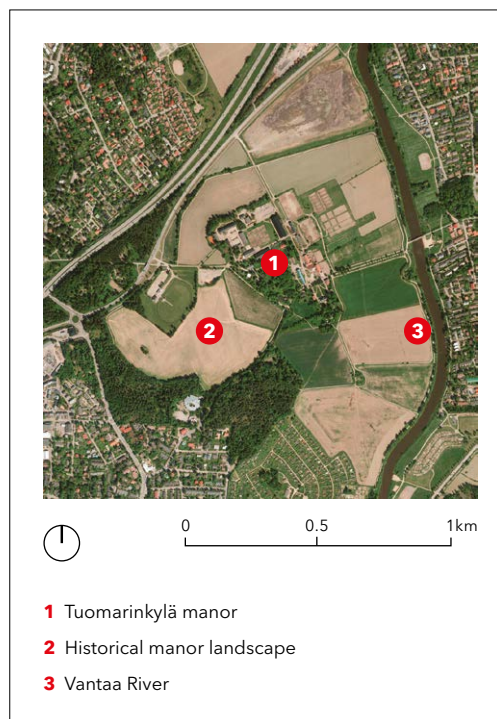 1
2
3
0 0.5 1km
1 Tuomarinkylä manor
2 Historical manor landscape
3 Vantaa River